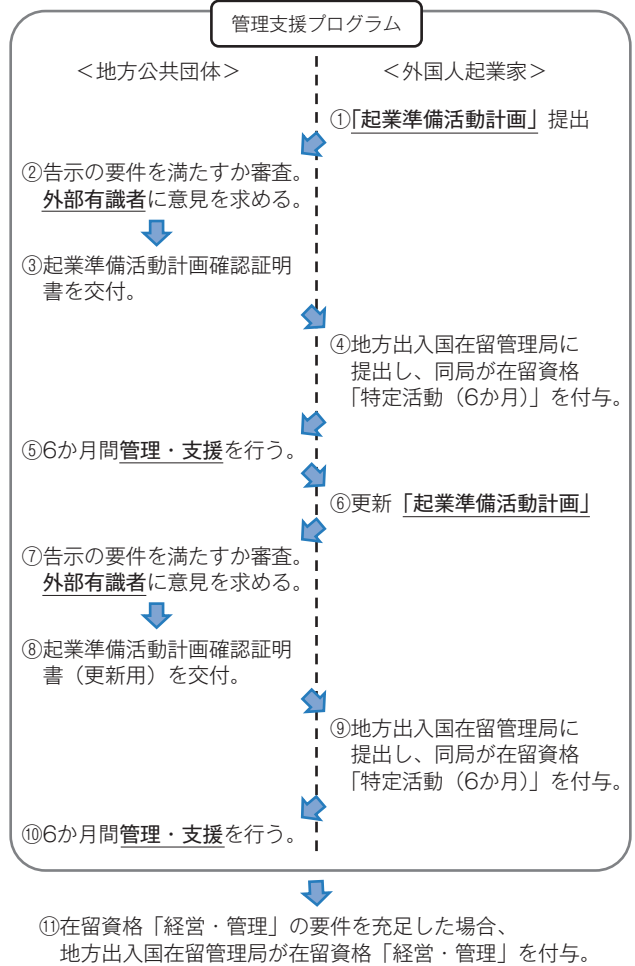 管理支援プログラム
＜地方公共団体＞
＜外国人起業家＞
①「起業準備活動計画」提出
②告示の要件を満たすか審査。
外部有識者に意見を求める。
③起業準備活動計画確認証明
書を交付。
④地方出入国在留管理局に
提出し、同局が在留資格
「特定活動（6か月）」を付与。
⑤6か月間管理・支援を行う。
⑥更新「起業準備活動計画」
⑦告示の要件を満たすか審査。
外部有識者に意見を求める。
⑧起業準備活動計画確認証明
書（更新用）を交付。
⑨地方出入国在留管理局に
提出し、同局が在留資格
「特定活動（6か月）」を付与。
⑩6か月間管理・支援を行う。
⑪在留資格「経営・管理」の要件を充足した場合、
地方出入国在留管理局が在留資格「経営・管理」を付与。